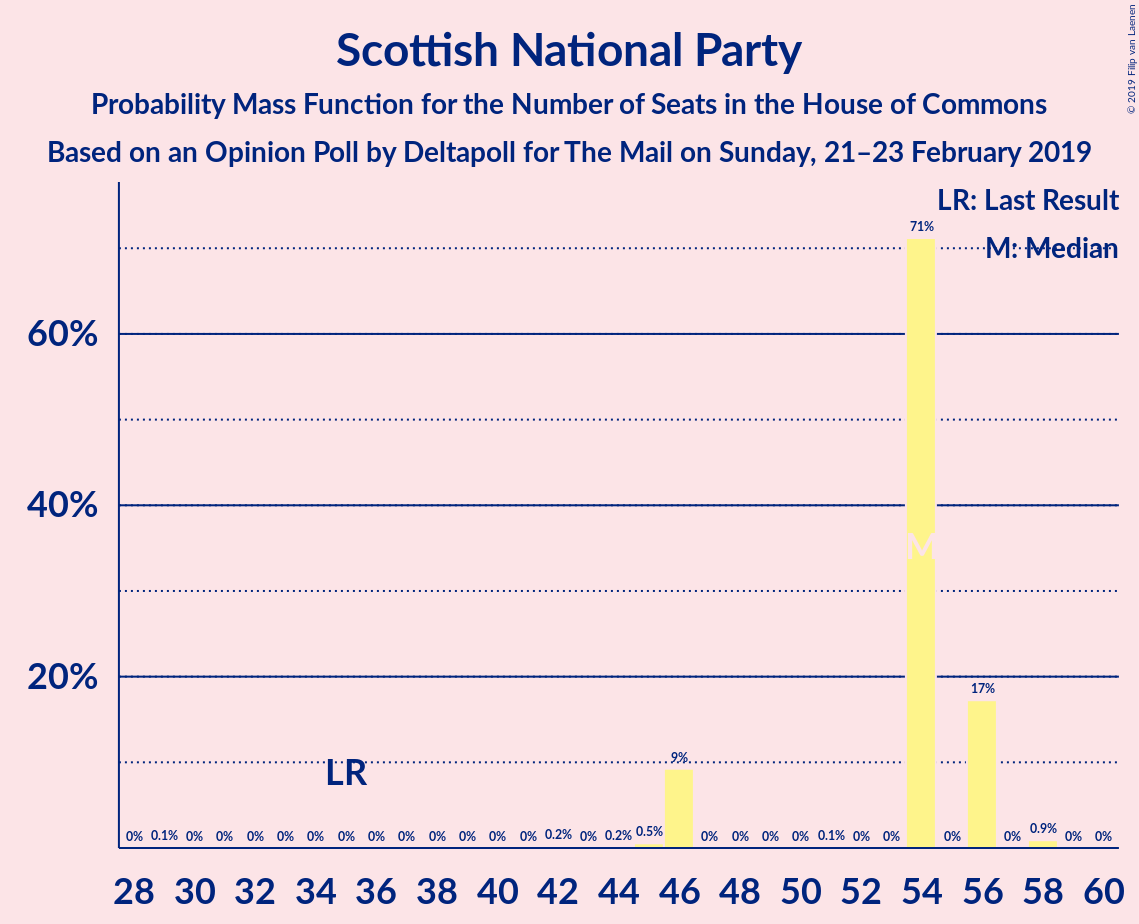 Scottish National Party
Probability Mass Function for the Number of Seats in the House of Commons
Based on an Opinion Poll by Deltapoll for The Mail on Sunday, 21–23 February 2019
© 2019 Filip van Laenen
LR: Last Result
M: Median
71%
60%
40%
20%
17%
9%
LR
0% 0.1% 0% 0% 0% 0% 0% 0% 0% 0% 0% 0% 0% 0% 0.2% 0% 0.2% 0.5% 0% 0% 0% 0% 0.1% 0% 0% 0% 0% 0.9% 0% 0%
28 30 32 34 36 38 40 42 44 46 48 50 52 54 56 58 60